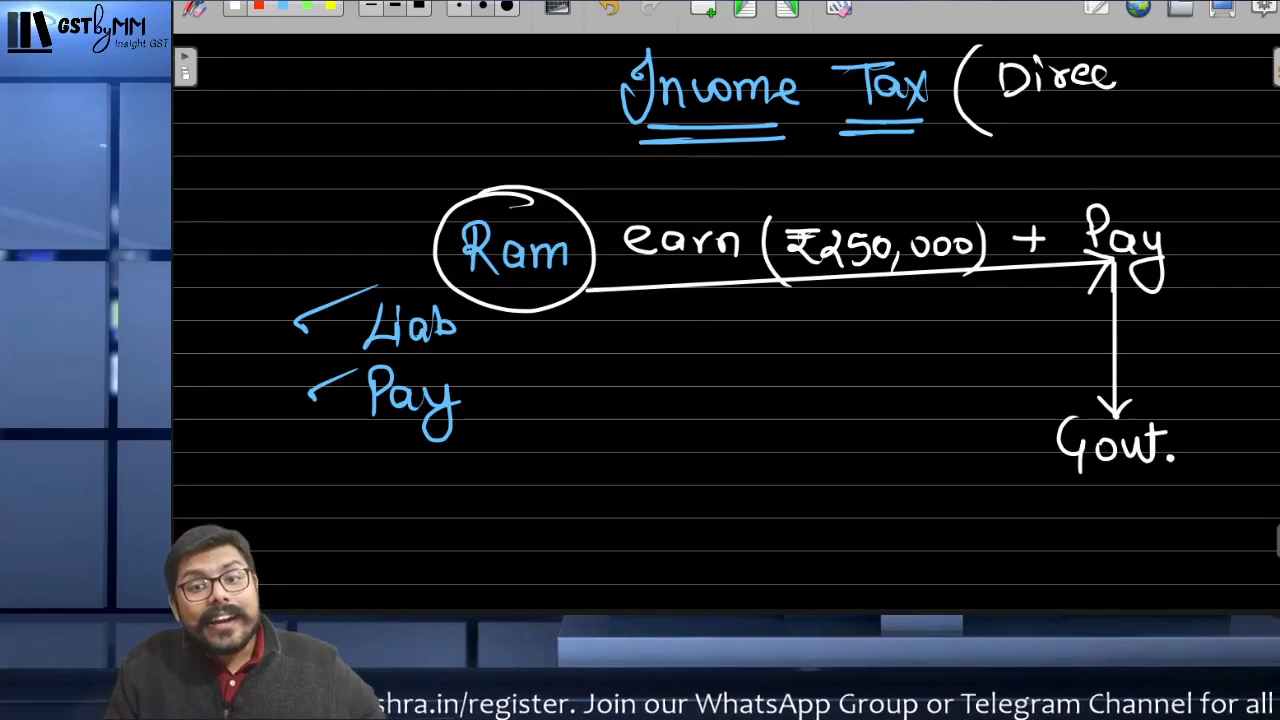 GSTbyMM
Insight GST
Income Tax (Direc
Ram earn (₹250,000) + Pay
Liab
Pay
Govt.
shra.in/register. Join our WhatsApp Group or Telegram Channel for all